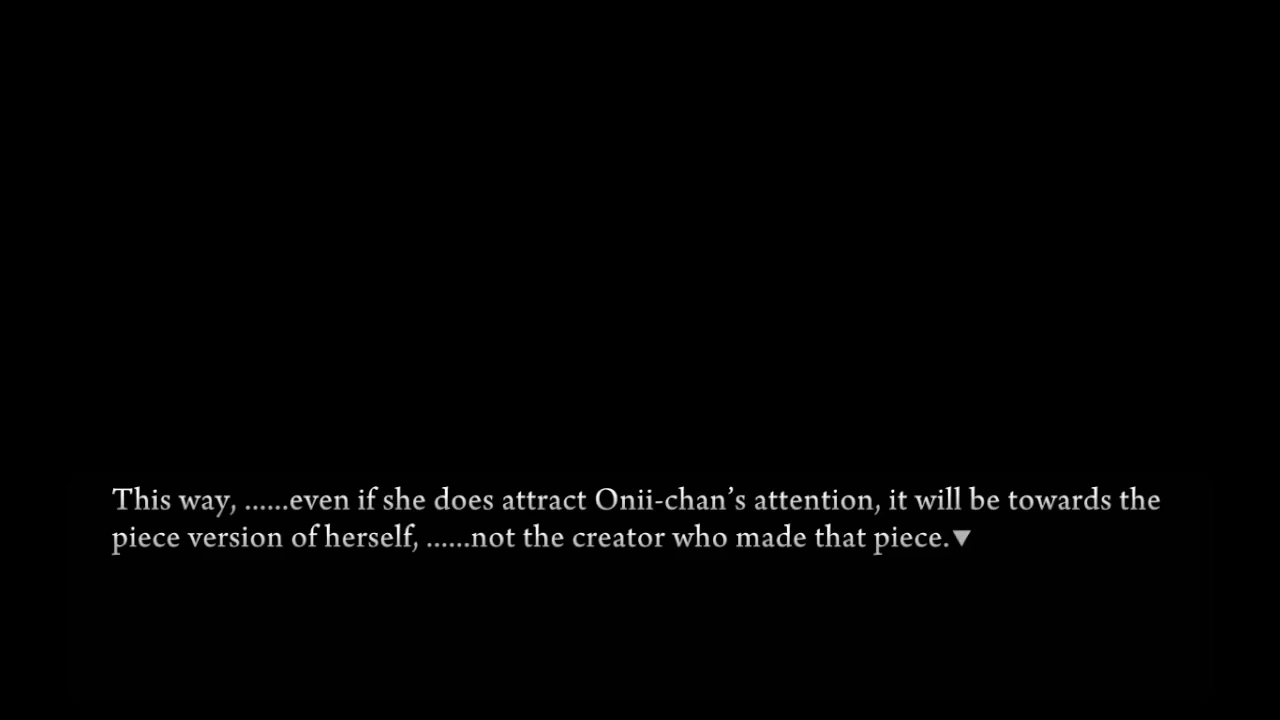 This way, ......even if she does attract Onii-chan’s attention, it will be towards the
piece version of herself, ......not the creator who made that piece.▼